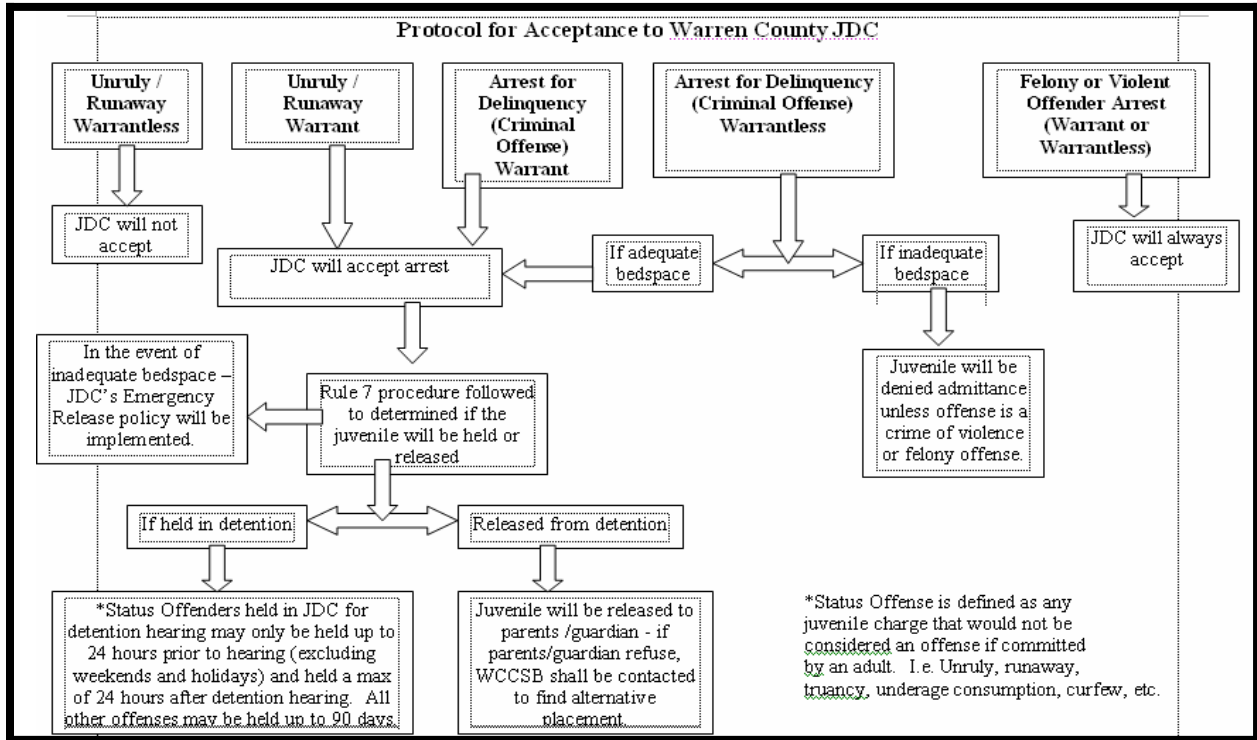 Protocol for Acceptance to Warren County JDC
Unruly /
Runaway
Warrantless
Unruly /
Runaway
Warrant
Arrest for
Delinquency
(Criminal
Offense)
Warrant
Arrest for Delinquency
(Criminal Offense)
Warrantless
Felony or Violent
Offender Arrest
(Warrant or
Warrantless)
JDC will not
accept
JDC will accept arrest
If adequate
bedspace
If inadequate
bedspace
JDC will always
accept
In the event of
inadequate bedspace –
JDC's Emergency
Release policy will be
implemented.
Rule 7 procedure followed
to determined if the
juvenile will be held or
released
Juvenile will be
denied admittance
unless offense is a
crime of violence
or felony offense.
If held in detention
Released from detention
*Status Offenders held in JDC for
detention hearing may only be held up to
24 hours prior to hearing (excluding
weekends and holidays) and held a max
of 24 hours after detention hearing. All
other offenses may be held up to 90 days.
Juvenile will be released to
parents /guardian - if
parents/guardian refuse,
WCCSB shall be contacted
to find alternative
placement
*Status Offense is defined as any
juvenile charge that would not be
considered an offense if committed
by an adult. I.e. Unruly, runaway,
truancy, underage consumption, curfew, etc.